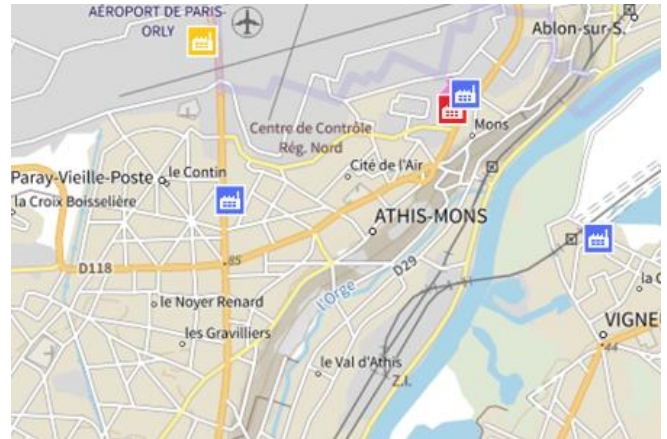 AÉROPORT DE PARIS-
ORLY
Ablon-sur-S.
Centre de Contrôle
Rég. Nord
Mons
Cité de l'Air
Paray-Vieille-Poste
le Contin
la Croix Boisselière
ATHIS-MONS
85
D118
D29
l'Orge
le Noyer Renard
les Gravilliers
VIGNE
44
le Val d'Athis
Z.I.